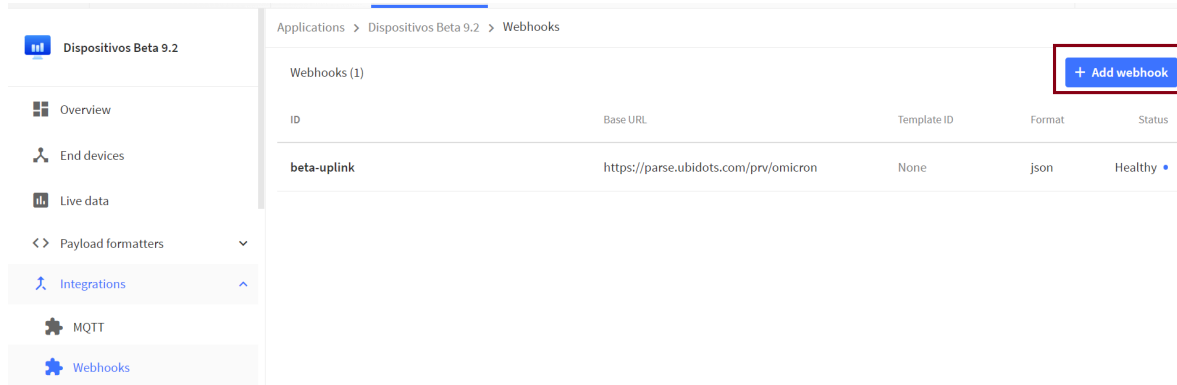 Dispositivos Beta 9.2
Overview
End devices
Live data
Payload formatters
Integrations
MQTT
Webhooks
Applications > Dispositivos Beta 9.2 > Webhooks
Webhooks (1)
+ Add webhook
ID Base URL Template ID Format Status
beta-uplink https://parse.ubidots.com/prv/omicron None json Healthy